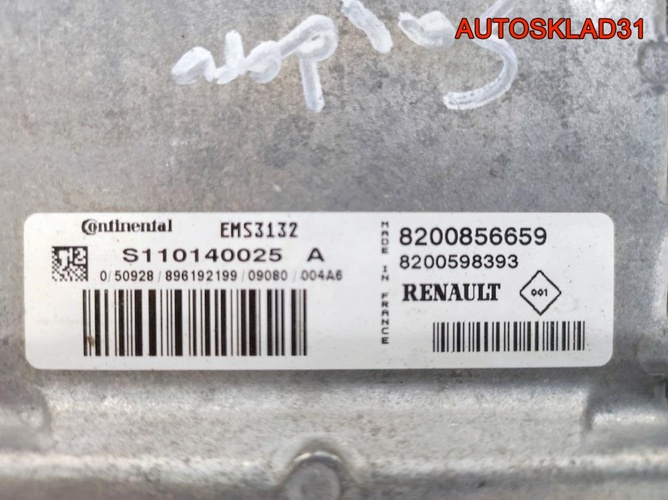 AUTOSKLAD31
Continental EMS3132
S110140025 A
0/50928/896192199/09080/004A6
MADE IN FRANCE
8200856659
8200598393
RENAULT 001